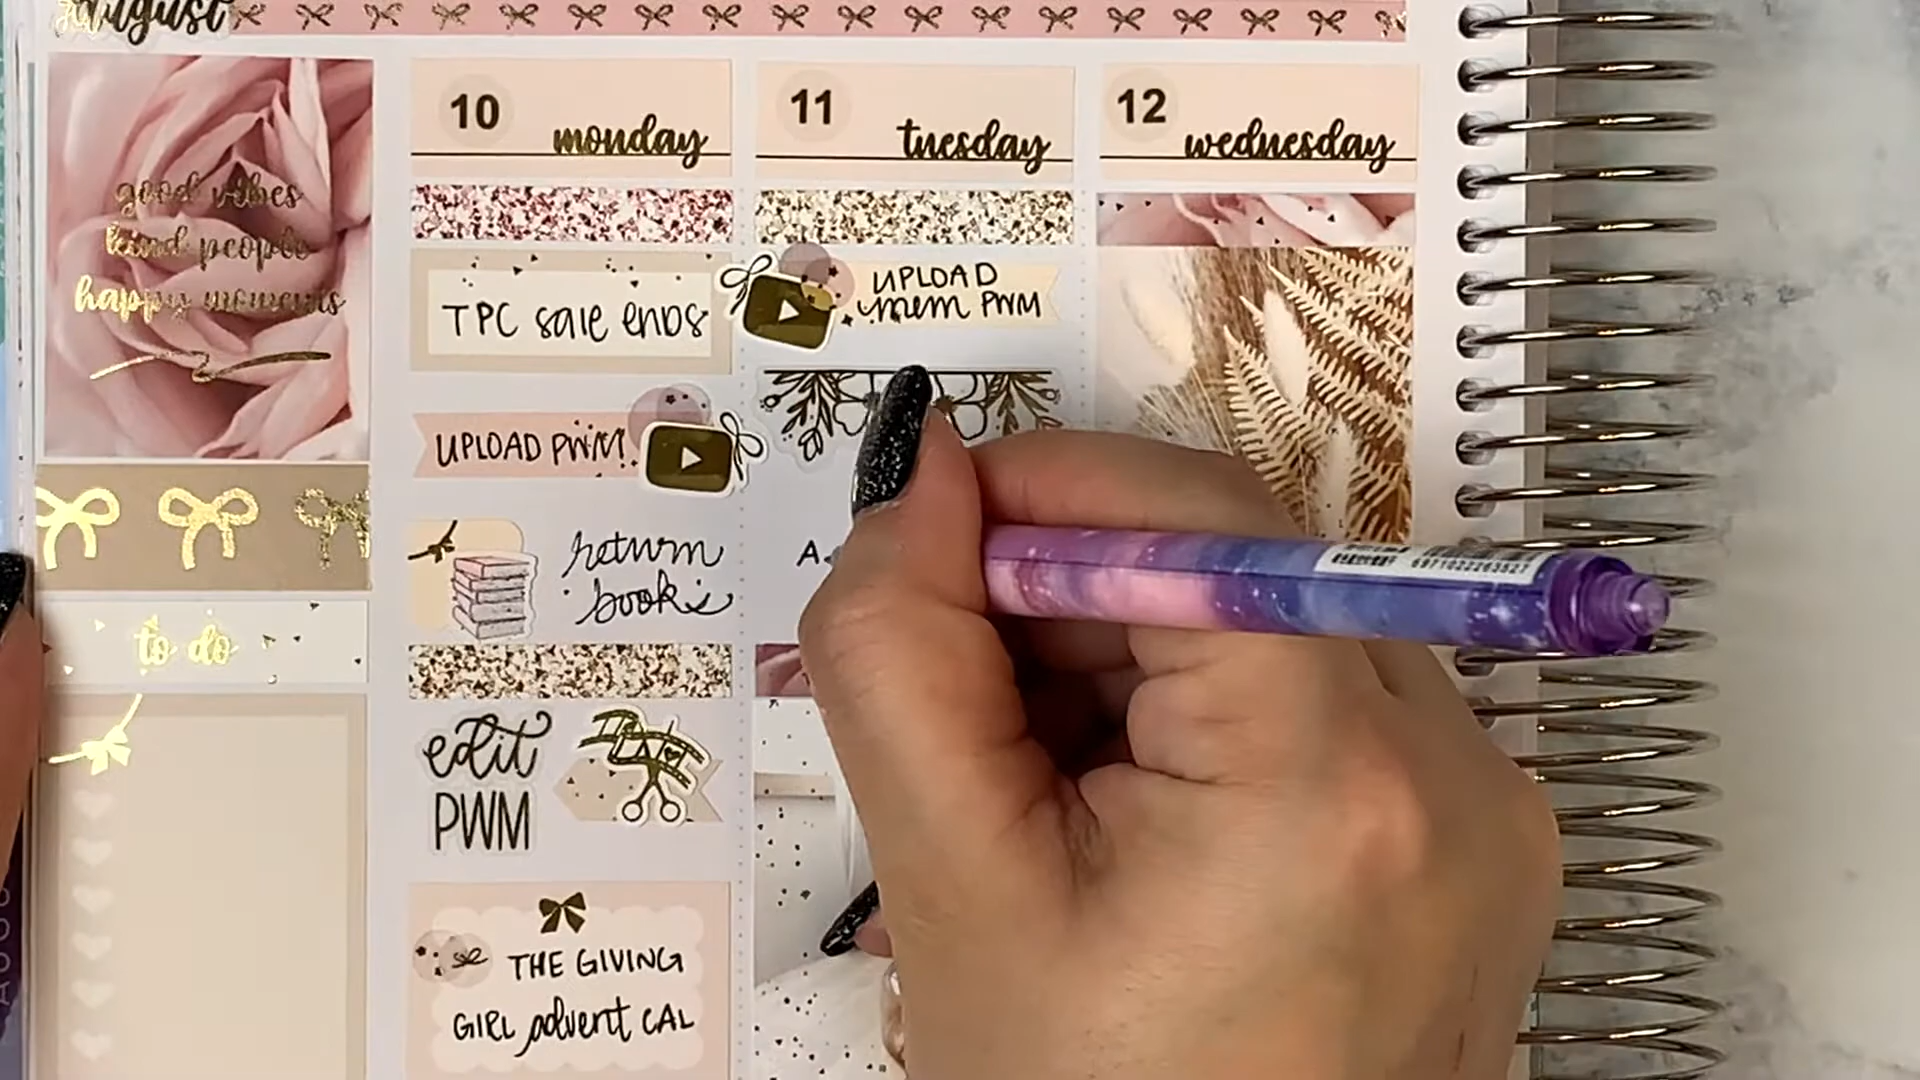 august
good vibes
kind people
happy moments
to do
10
monday
TPC sale ends
UPLOAD PWM!
return
books
edit
PWM
THE GIVING
GIRL advent CAL
11
tuesday
UPLOAD
mem PWM
A
12
wednesday
6971022263527